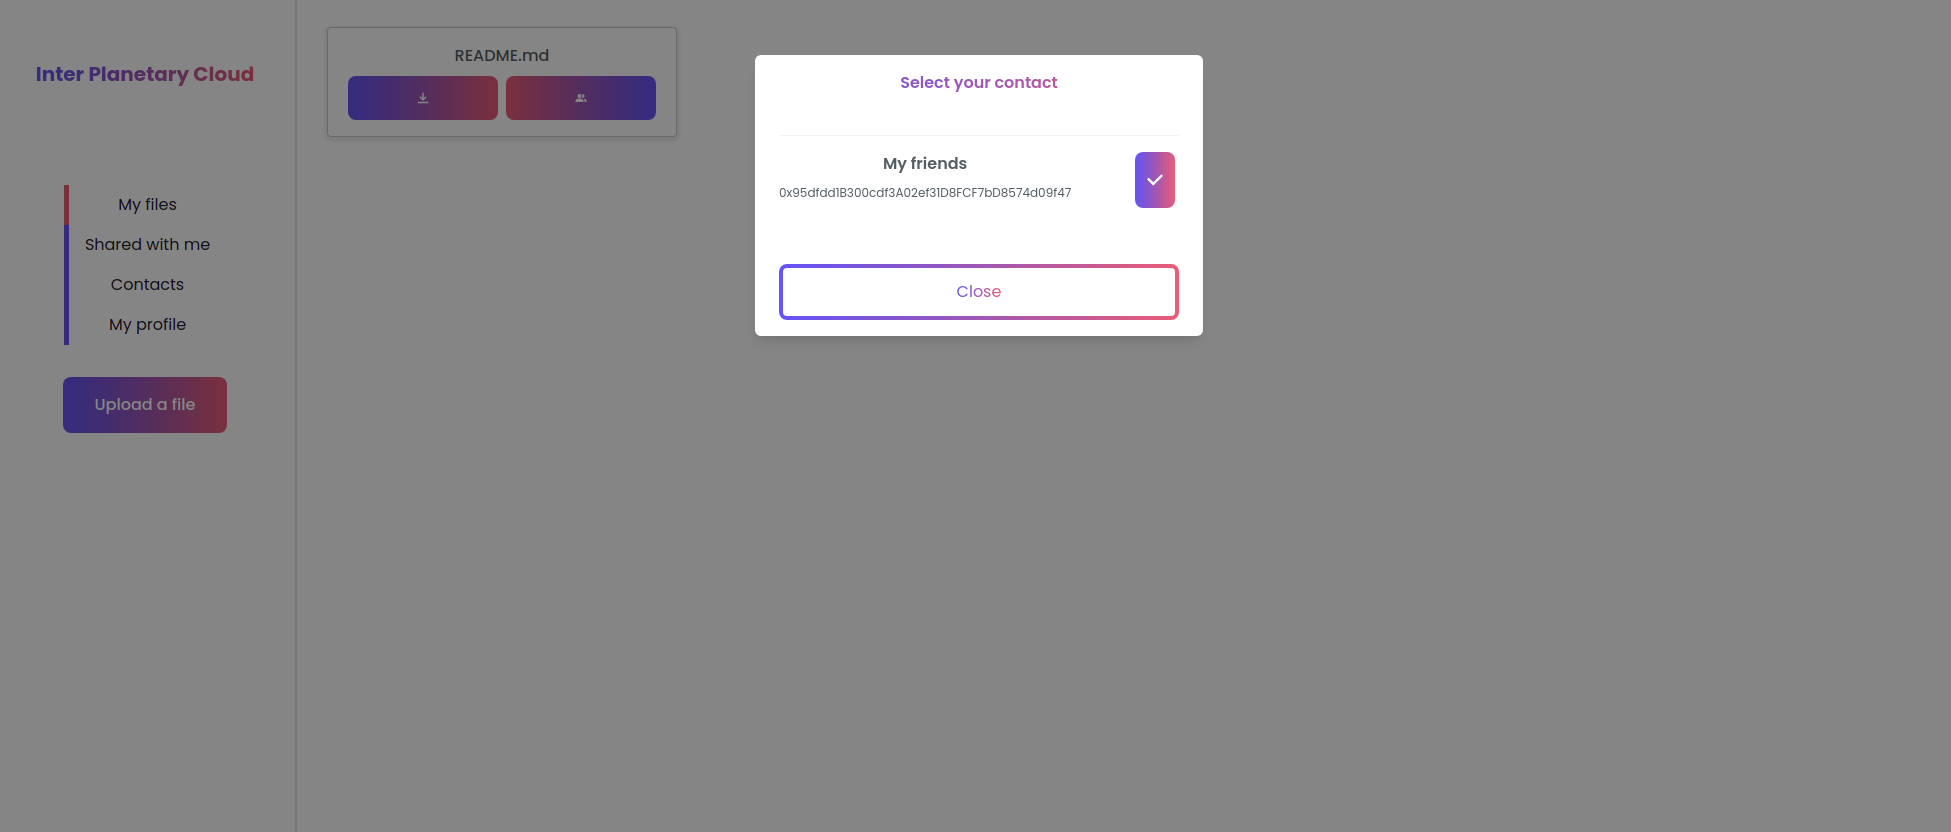 Inter Planetary Cloud
My files
Shared with me
Contacts
My profile
Upload a file
README.md
Select your contact
My friends
0x95dfdd1B300cdf3A02ef31D8FCF7bD8574d09f47
Close